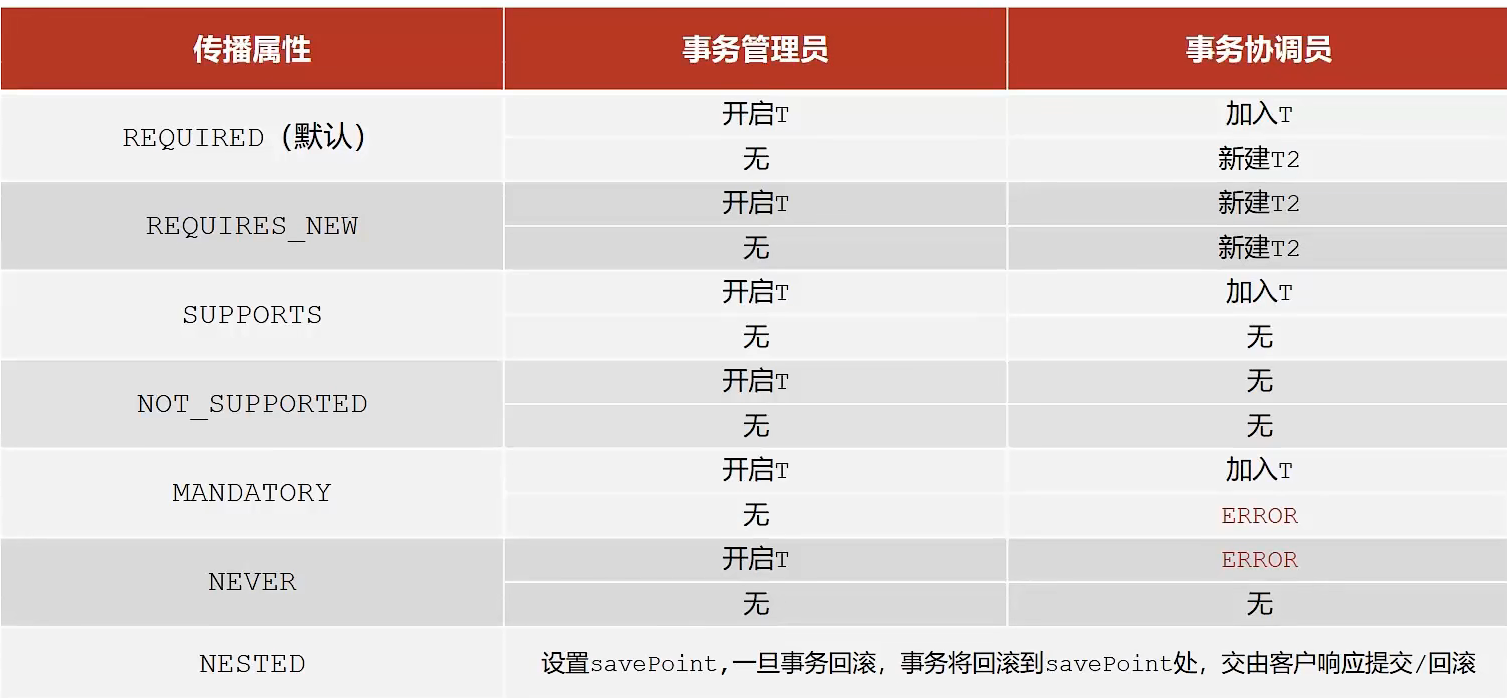 传播属性 事务管理员 事务协调员
REQUIRED（默认） 开启T 加入T
无 新建T2
REQUIRES_NEW 开启T 新建T2
无 新建T2
SUPPORTS 开启T 加入T
无 无
NOT_SUPPORTED 开启T 无
无 无
MANDATORY 开启T 加入T
无 ERROR
NEVER 开启T ERROR
无 无
NESTED 设置savePoint,一旦事务回滚，事务将回滚到savePoint处，交由客户响应提交/回滚